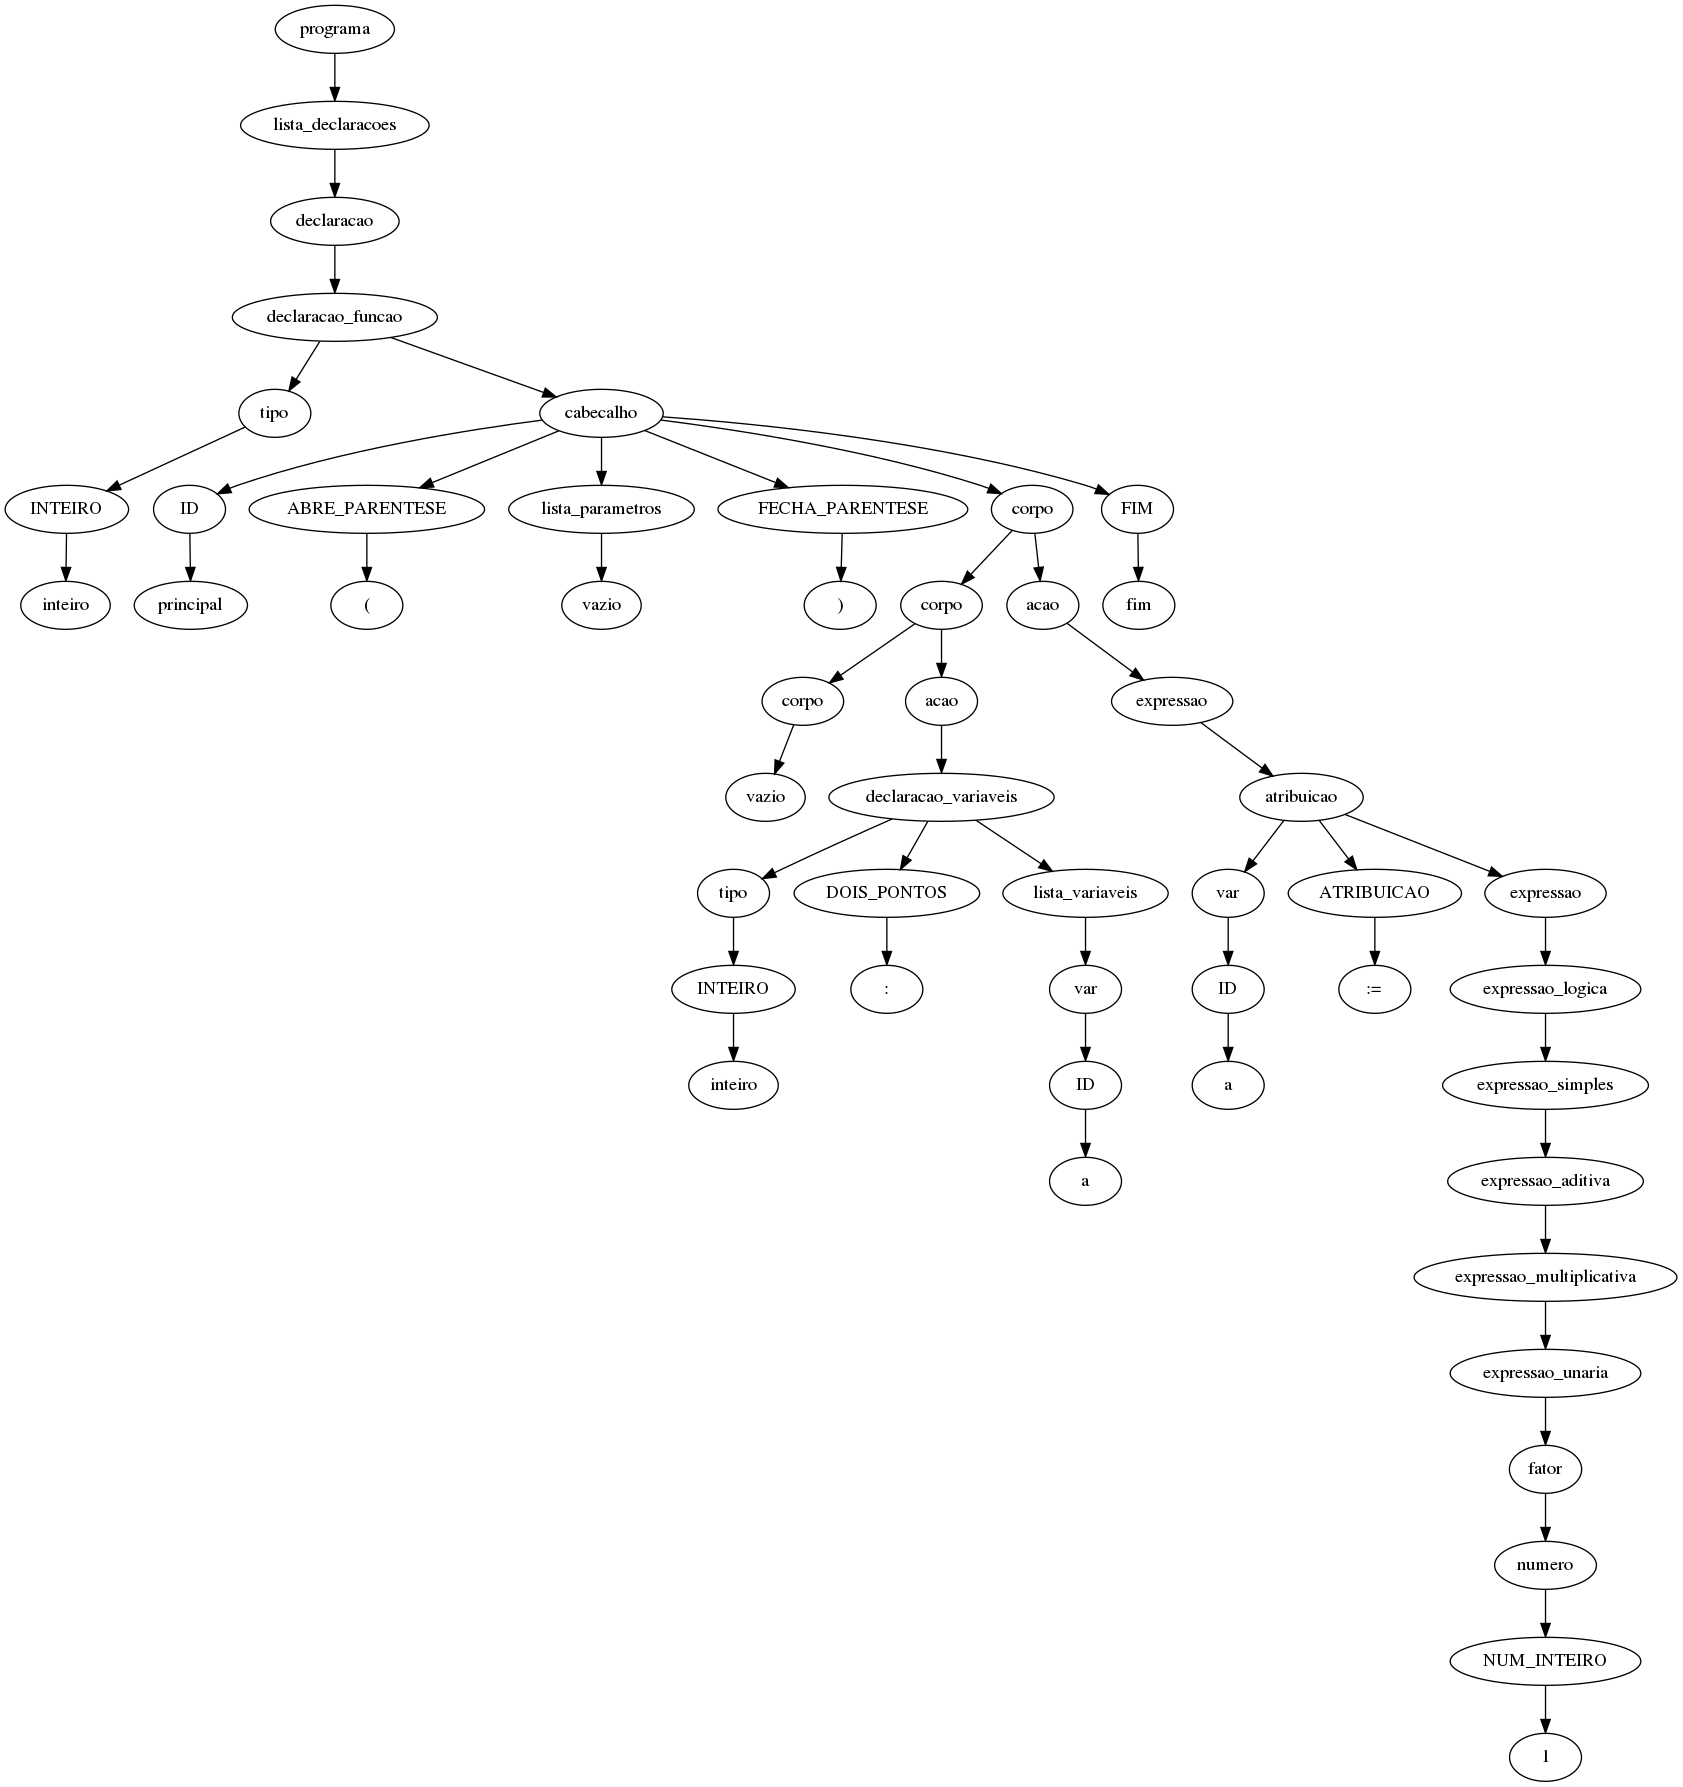 programa
lista_declaracoes
declaracao
declaracao_funcao
tipo cabecalho
INTEIRO ID ABRE_PARENTESE lista_parametros FECHA_PARENTESE corpo FIM
inteiro principal ( vazio ) corpo acao fim
corpo acao expressao
vazio declaracao_variaveis atribuicao
tipo DOIS_PONTOS lista_variaveis var ATRIBUICAO expressao
INTEIRO : var ID := expressao_logica
inteiro ID a expressao_simples
a expressao_aditiva
expressao_multiplicativa
expressao_unaria
fator
numero
NUM_INTEIRO
1